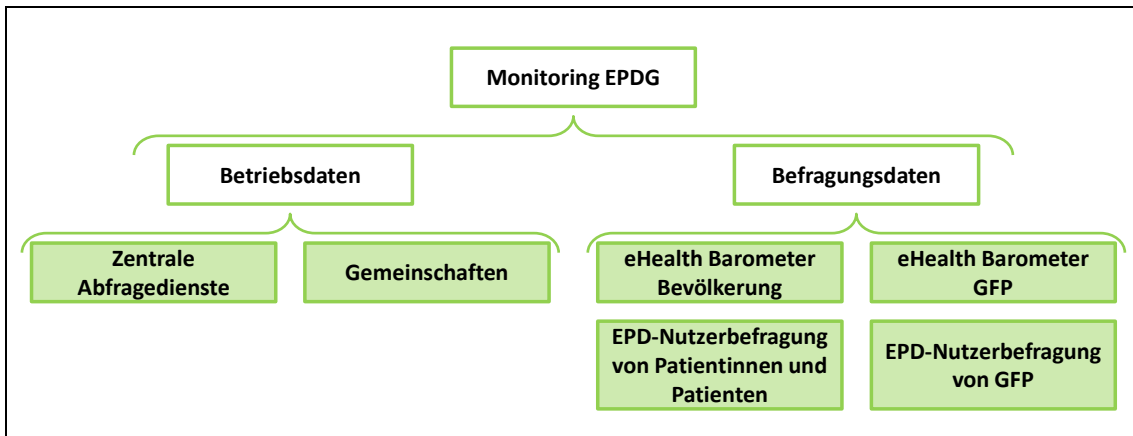 Monitoring EPDG
Betriebsdaten
Befragungsdaten
Zentrale
Abfragedienste
Gemeinschaften
eHealth Barometer
Bevölkerung
eHealth Barometer
GFP
EPD-Nutzerbefragung
von Patientinnen und
Patienten
EPD-Nutzerbefragung
von GFP